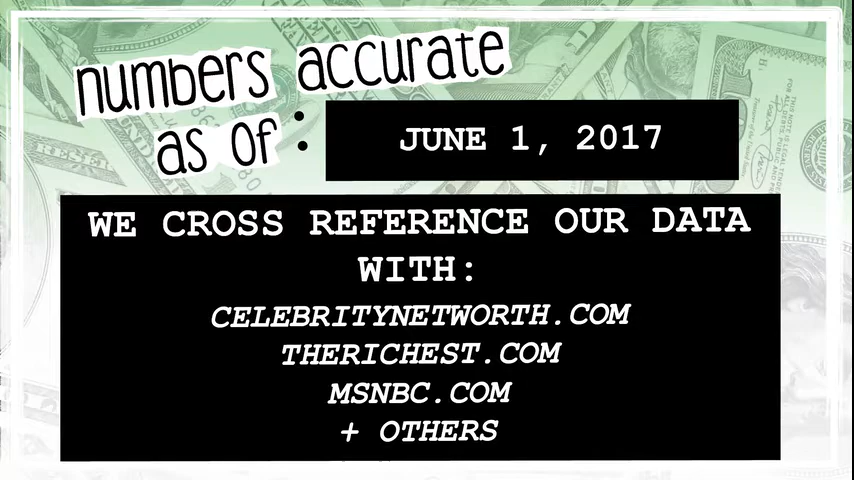 numbers accurate
as of: JUNE 1, 2017
WE CROSS REFERENCE OUR DATA
WITH:
CELEBRITYNETWORTH.COM
THERICHEST.COM
MSNBC.COM
+ OTHERS